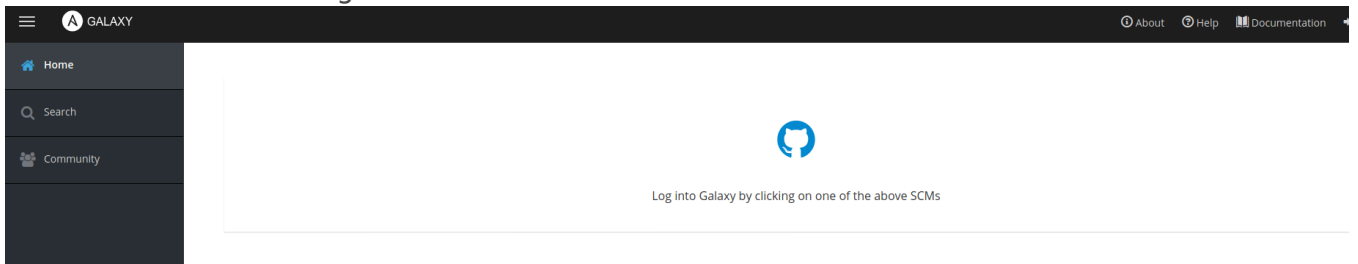 GALAXY
About
Help
Documentation
Home
Search
Community
Log into Galaxy by clicking on one of the above SCMs